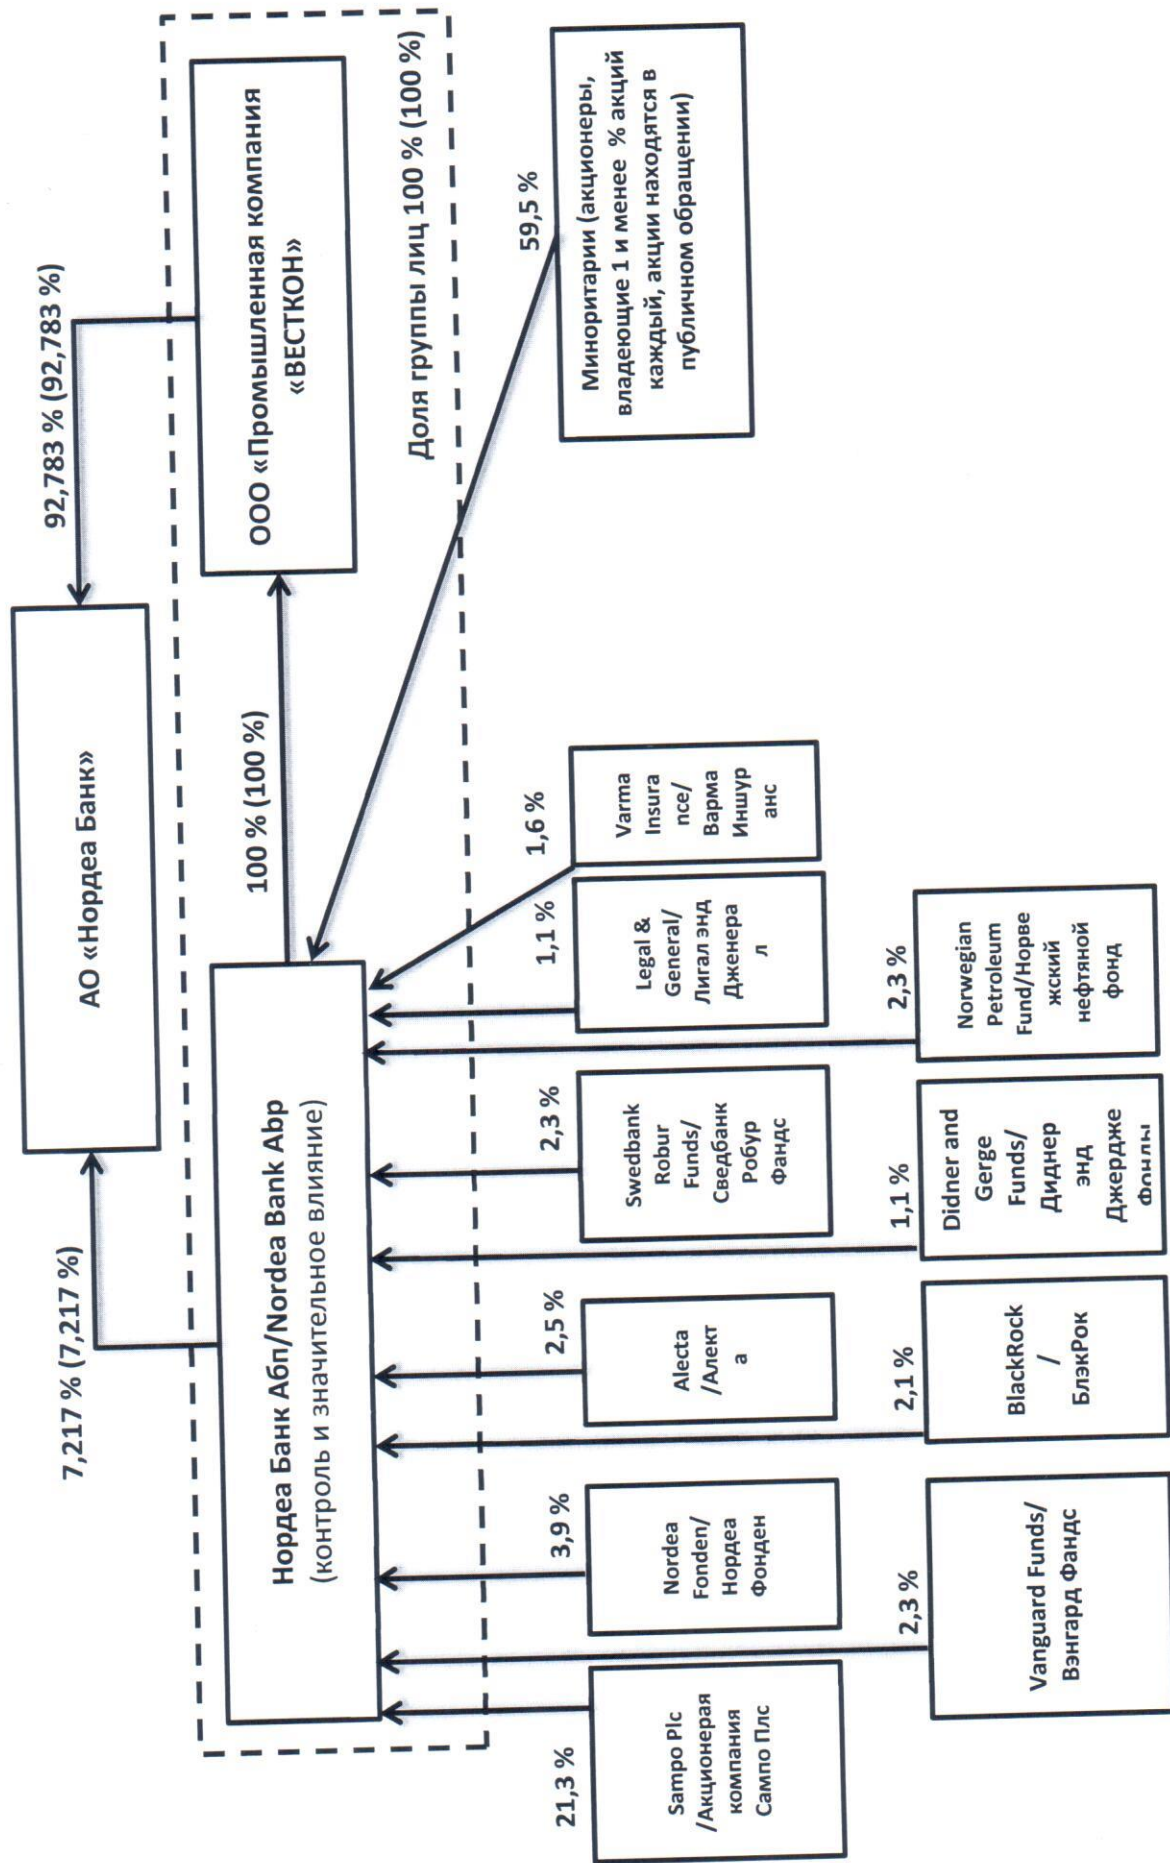 АО «Нордеа Банк»
7,217 % (7,217 %)
92,783 % (92,783 %)
Нордеа Банк Абп/Nordea Bank Abp
(контроль и значительное влияние)
100 % (100 %)
ООО «Промышленная компания
«ВЕСТКОН»
Доля группы лиц 100 % (100 %)
21,3 %
3,9 %
2,5 %
2,3 %
1,1 %
1,6 %
59,5 %
Sampo Plc
/Акционерая
компания
Сампо Плс
Nordea
Fonden/
Нордеа
Фонден
Alecta
/Алект
а
Swedbank
Robur
Funds/
Сведбанк
Робур
Фандс
Legal &
General/
Лигал энд
Дженера
л
Varma
Insura
nce/
Варма
Иншур
анс
Миноритарии (акционеры,
владеющие 1 и менее % акций
каждый, акции находятся в
публичном обращении)
2,3 %
2,1 %
1,1 %
2,3 %
Vanguard Funds/
Вэнгард Фандс
BlackRock
/
БлэкРок
Didner and
Gerge
Funds/
Диднер
энд
Джердже
Фанды
Norwegian
Petroleum
Fund/Норве
жский
нефтяной
фонд